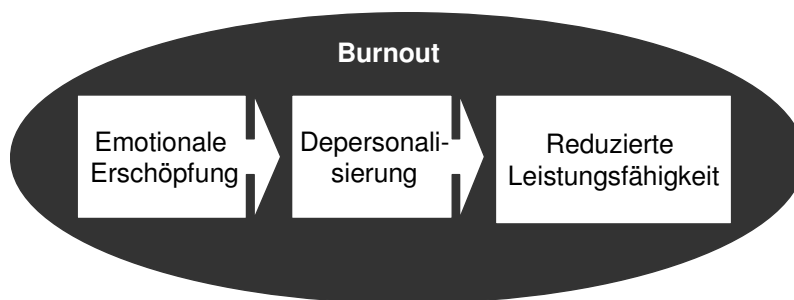 Burnout
Emotionale
Erschöpfung
Depersonali-
sierung
Reduzierte
Leistungsfähigkeit